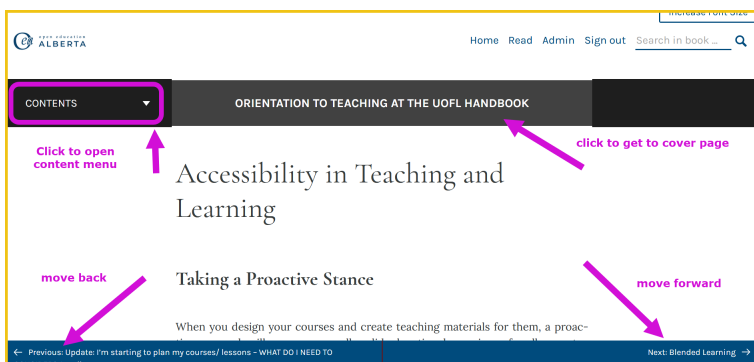 Increase Font Size
open education
ALBERTA
Home Read Admin Sign out Search in book ...
CONTENTS
ORIENTATION TO TEACHING AT THE UOFL HANDBOOK
Click to open
content menu
click to get to cover page
Accessibility in Teaching and
Learning
move back
Taking a Proactive Stance
move forward
When you design your courses and create teaching materials for them, a proac-
← Previous: Update: I'm starting to plan my courses/ lessons – WHAT DO I NEED TO
Next: Blended Learning →